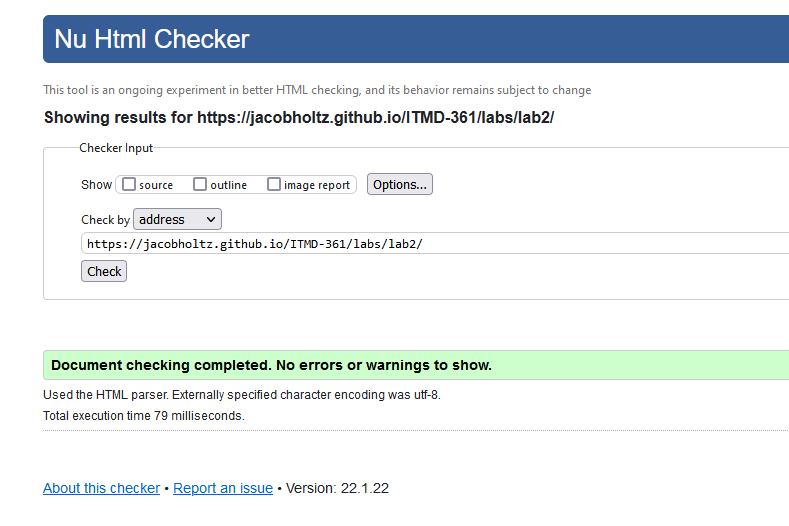 Nu Html Checker
This tool is an ongoing experiment in better HTML checking, and its behavior remains subject to change
Showing results for https://jacobholtz.github.io/ITMD-361/labs/lab2/
Checker Input
Show source outline image report Options...
Check by address
https://jacobholtz.github.io/ITMD-361/labs/lab2/
Check
Document checking completed. No errors or warnings to show.
Used the HTML parser. Externally specified character encoding was utf-8.
Total execution time 79 milliseconds.
About this checker • Report an issue • Version: 22.1.22